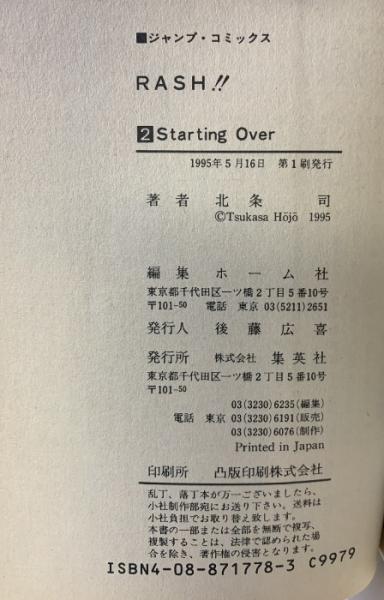 ■ジャンプ・コミックス
RASH!!
2 Starting Over
1995年5月16日 第1刷発行
著者 北条 司
©Tsukasa Hōjō 1995
編集 ホーム社
東京都千代田区一ツ橋2丁目5番10号
〒101-50 電話 東京 03(5211)2651
発行人 後藤広喜
発行所 株式会社 集英社
東京都千代田区一ツ橋2丁目5番10号
〒101-50
03(3230)6235(編集)
電話 東京 03(3230)6191(販売)
03(3230)6076(制作)
Printed in Japan
印刷所 凸版印刷株式会社
乱丁、落丁本が万一ございましたら、
小社制作部宛にお送り下さい。送料は
小社負担でお取り替え致します。
本書の一部または全部を無断で複写、
複製することは、法律で認められた場
合を除き、著作権の侵害となります。
ISBN4-08-871778-3 C9979